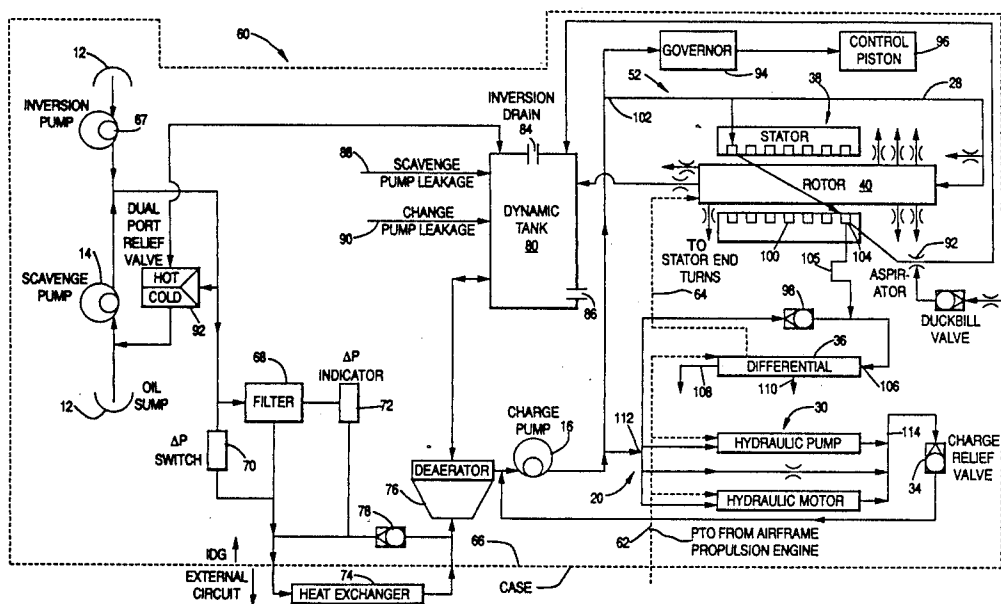 60
12
INVERSION
PUMP
67
DUAL
PORT
RELIEF
VALVE
14
SCAVENGE
PUMP
HOT
COLD
92
12
OIL
SUMP
ΔP
SWITCH
70
68
FILTER
ΔP
INDICATOR
72
IDG
EXTERNAL
CIRCUIT
74
HEAT EXCHANGER
78
76
DEAERATOR
66
CASE
INVERSION
DRAIN
84
88
SCAVENGE
PUMP LEAKAGE
90
CHANGE
PUMP LEAKAGE
DYNAMIC
TANK
80
86
CHARGE
PUMP
16
GOVERNOR
94
CONTROL
PISTON
96
52
102
38
28
STATOR
ROTOR 40
TO
STATOR END
TURNS
64
100
104
105
92
ASPIR-
ATOR
DUCKBILL
VALVE
98
36
DIFFERENTIAL
108
110
106
30
112
HYDRAULIC PUMP
114
20
HYDRAULIC MOTOR
CHARGE
RELIEF
VALVE
34
62
PTO FROM AIRFRAME
PROPULSION ENGINE